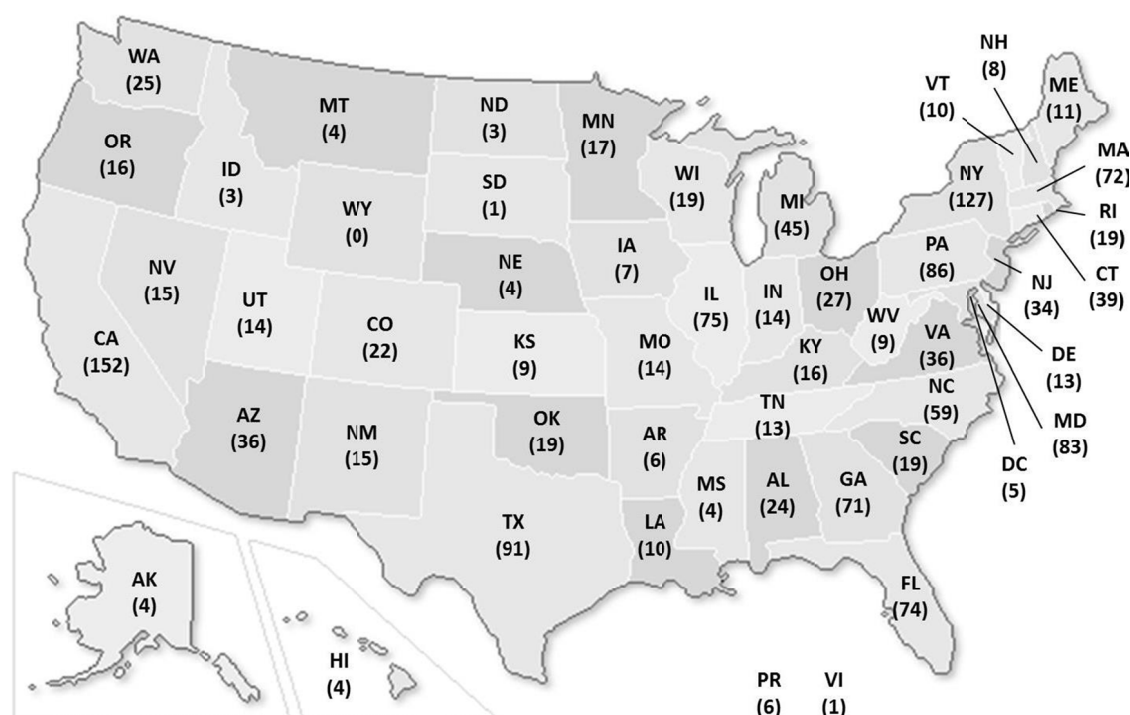 WA
(25)
OR
(16)
CA
(152)
NV
(15)
ID
(3)
MT
(4)
WY
(0)
UT
(14)
AZ
(36)
CO
(22)
NM
(15)
ND
(3)
SD
(1)
NE
(4)
KS
(9)
OK
(19)
TX
(91)
MN
(17)
IA
(7)
MO
(14)
AR
(6)
LA
(10)
WI
(19)
IL
(75)
MI
(45)
IN
(14)
OH
(27)
KY
(16)
TN
(13)
MS
(4)
AL
(24)
GA
(71)
FL
(74)
SC
(19)
NC
(59)
VA
(36)
WV
(9)
PA
(86)
NY
(127)
VT
(10)
NH
(8)
ME
(11)
MA
(72)
RI
(19)
CT
(39)
NJ
(34)
DE
(13)
MD
(83)
DC
(5)
AK
(4)
HI
(4)
PR
(6)
VI
(1)